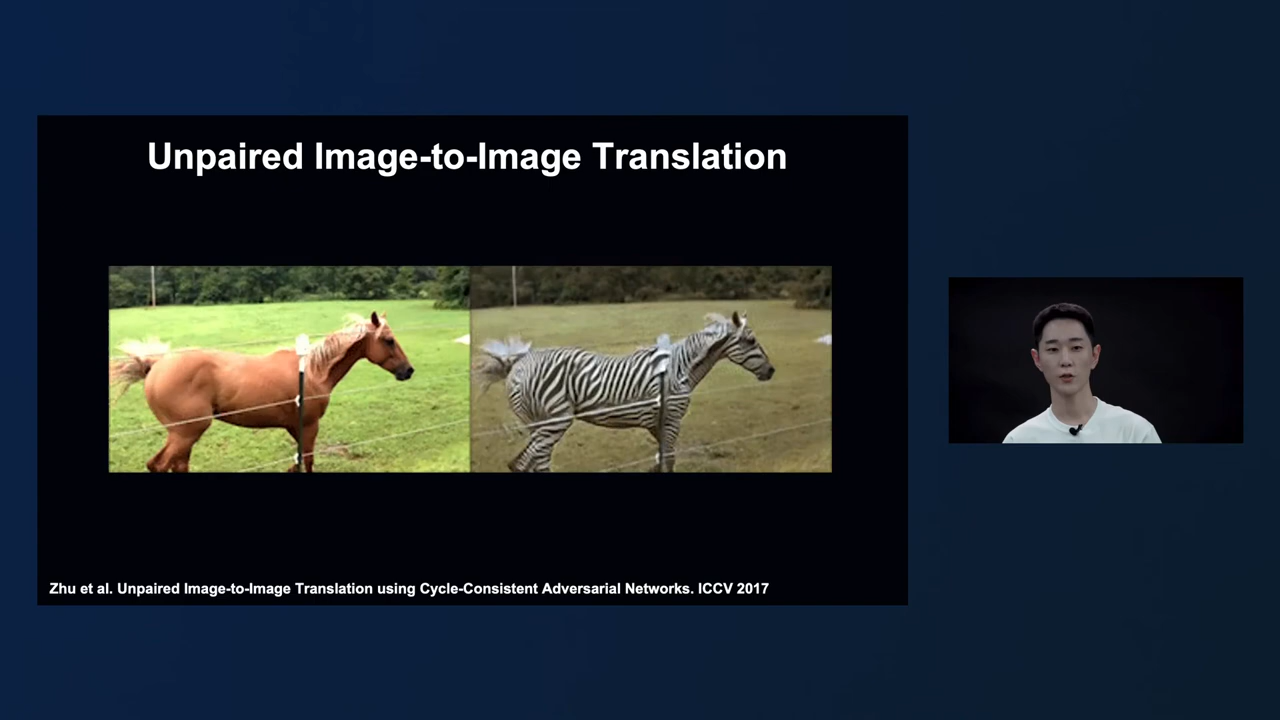 Unpaired Image-to-Image Translation
Zhu et al. Unpaired Image-to-Image Translation using Cycle-Consistent Adversarial Networks. ICCV 2017